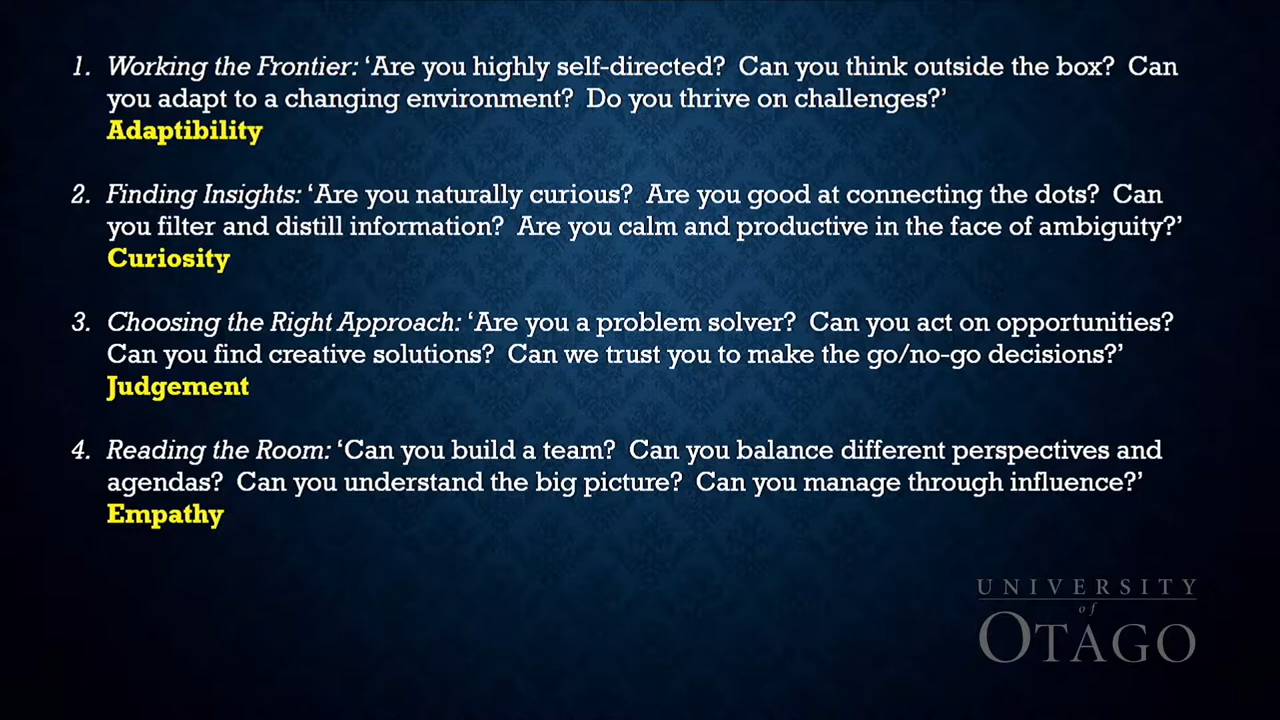 1. Working the Frontier: ‘Are you highly self-directed? Can you think outside the box? Can
you adapt to a changing environment? Do you thrive on challenges?’
Adaptibility
2. Finding Insights: ‘Are you naturally curious? Are you good at connecting the dots? Can
you filter and distill information? Are you calm and productive in the face of ambiguity?’
Curiosity
3. Choosing the Right Approach: ‘Are you a problem solver? Can you act on opportunities?
Can you find creative solutions? Can we trust you to make the go/no-go decisions?’
Judgement
4. Reading the Room: ‘Can you build a team? Can you balance different perspectives and
agendas? Can you understand the big picture? Can you manage through influence?’
Empathy
UNIVERSITY
of
OTAGO